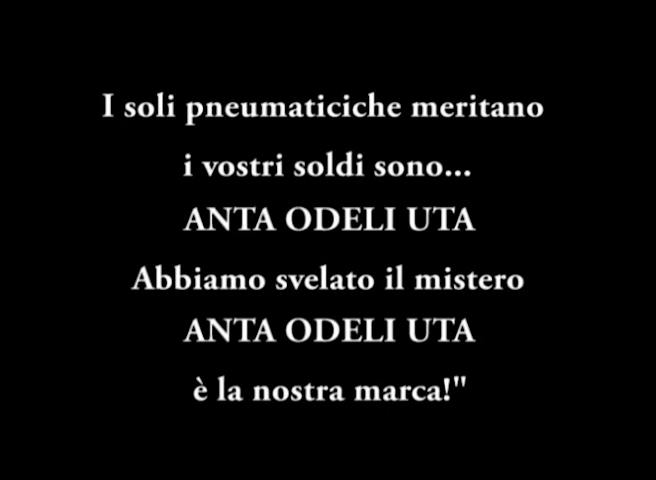 I soli pneumaticiche meritano
i vostri soldi sono...
ANTA ODELI UTA
Abbiamo svelato il mistero
ANTA ODELI UTA
è la nostra marca!"